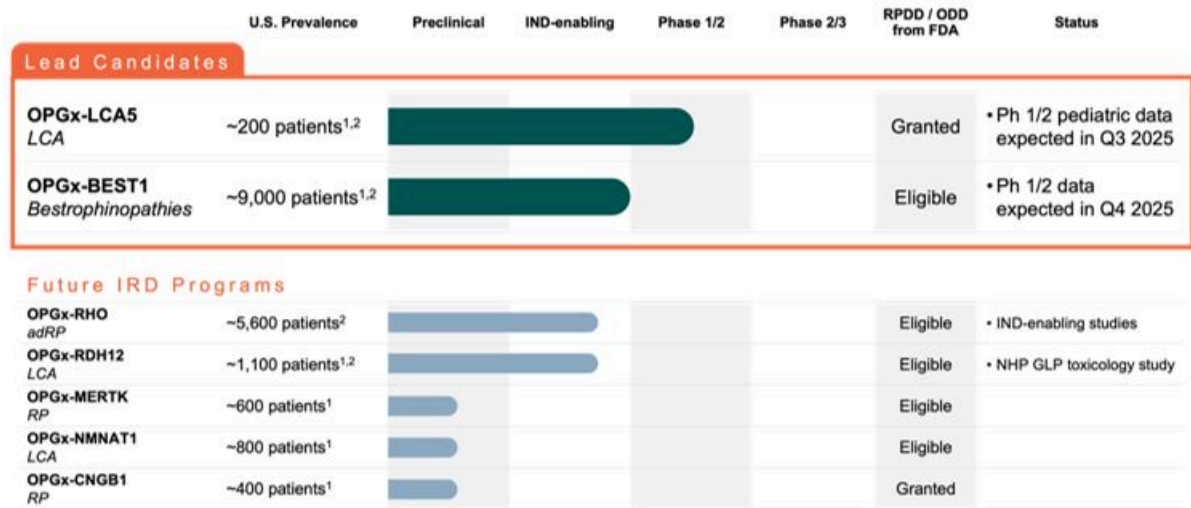 U.S. Prevalence Preclinical IND-enabling Phase 1/2 Phase 2/3 RPDD / ODD from FDA Status
Lead Candidates
OPGx-LCA5
LCA
~200 patients1,2
Granted
• Ph 1/2 pediatric data
expected in Q3 2025
OPGx-BEST1
Bestrophinopathies
~9,000 patients1,2
Eligible
• Ph 1/2 data
expected in Q4 2025
Future IRD Programs
OPGx-RHO
adRP
~5,600 patients2
Eligible
• IND-enabling studies
OPGx-RDH12
LCA
~1,100 patients1,2
Eligible
• NHP GLP toxicology study
OPGx-MERTK
RP
~600 patients1
Eligible
OPGx-NMNAT1
LCA
~800 patients1
Eligible
OPGx-CNGB1
RP
~400 patients1
Granted